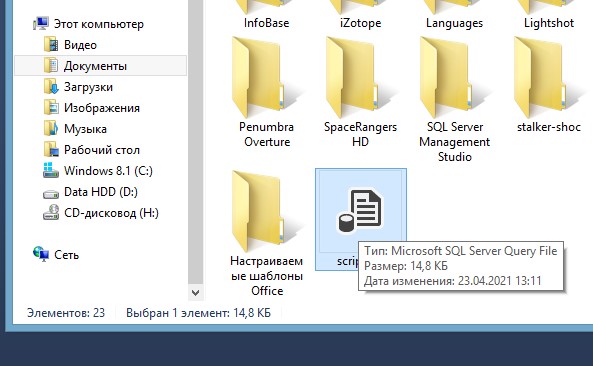 Этот компьютер
Видео
Документы
Загрузки
Изображения
Музыка
Рабочий стол
Windows 8.1 (C:)
Data HDD (D:)
CD-дисковод (H:)
Сеть
InfoBase
iZotope
Languages
Lightshot
Penumbra
Overture
SpaceRangers
HD
SQL Server
Management
Studio
stalker-shoc
Настраиваем
ые шаблоны
Office
Тип: Microsoft SQL Server Query File
Размер: 14,8 КБ
Дата изменения: 23.04.2021 13:11
Элементов: 23
Выбран 1 элемент: 14,8 КБ